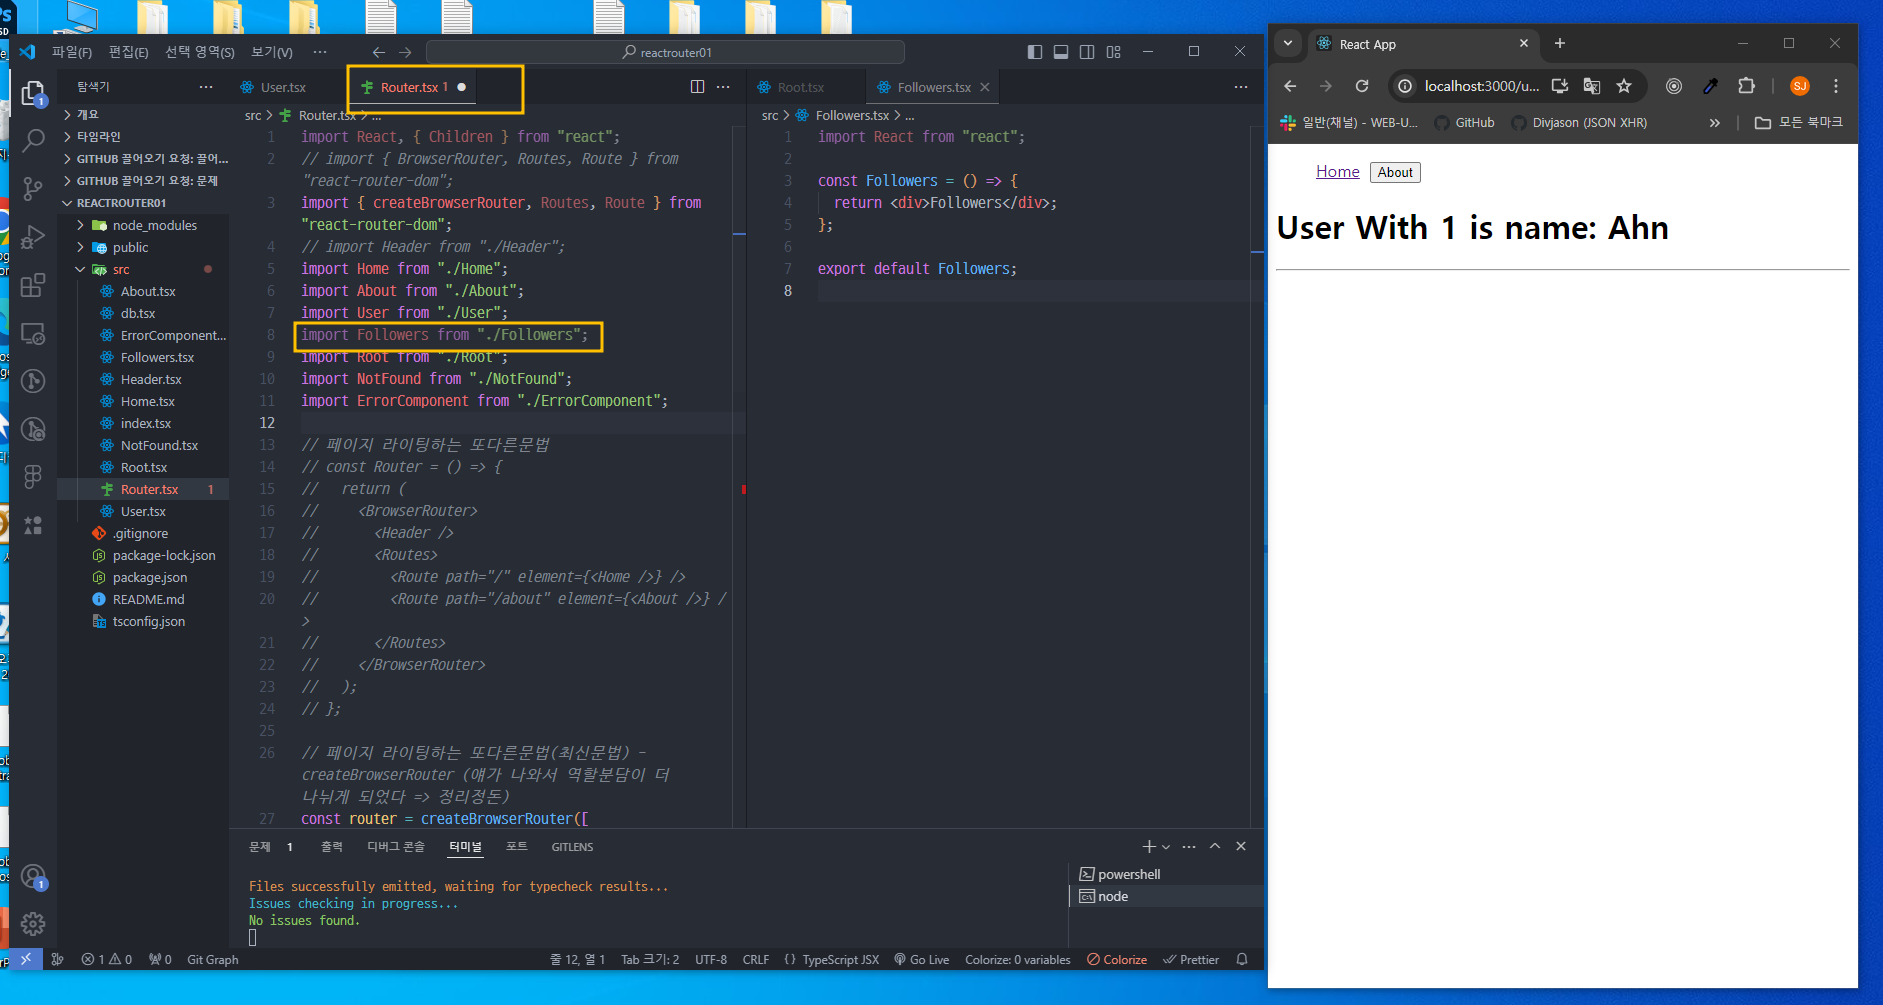 파일(F) 편집(E) 선택 영역(S) 보기(V) ··· reactrouter01
탐색기 ···
개요
타임라인
GITHUB 끌어오기 요청: 끌어...
GITHUB 끌어오기 요청: 문제
REACTROUTER01
node_modules
public
src
About.tsx
db.tsx
ErrorComponent...
Followers.tsx
Header.tsx
Home.tsx
index.tsx
NotFound.tsx
Root.tsx
Router.tsx 1
User.tsx
.gitignore
package-lock.json
package.json
README.md
tsconfig.json
User.tsx Router.tsx 1
src > Router.tsx > ...
1 import React, { Children } from "react";
2 // import { BrowserRouter, Routes, Route } from
"react-router-dom";
3 import { createBrowserRouter, Routes, Route } from
"react-router-dom";
4 // import Header from "./Header";
5 import Home from "./Home";
6 import About from "./About";
7 import User from "./User";
8 import Followers from "./Followers";
9 import Root from "./Root";
10 import NotFound from "./NotFound";
11 import ErrorComponent from "./ErrorComponent";
12
13 // 페이지 라이팅하는 또다른문법
14 // const Router = () => {
15 // return (
16 // <BrowserRouter>
17 // <Header />
18 // <Routes>
19 // <Route path="/" element={<Home />} />
20 // <Route path="/about" element={<About />} /
>
21 // </Routes>
22 // </BrowserRouter>
23 // );
24 // };
25
26 // 페이지 라이팅하는 또다른문법(최신문법) -
createBrowserRouter (얘가 나와서 역할분담이 더
나뉘게 되었다 => 정리정돈)
27 const router = createBrowserRouter([
Root.tsx Followers.tsx
src > Followers.tsx > ...
1 import React from "react";
2
3 const Followers = () => {
4 return <div>Followers</div>;
5 };
6
7 export default Followers;
8
문제 1 출력 디버그 콘솔 터미널 포트 GITLENS
Files successfully emitted, waiting for typecheck results...
Issues checking in progress...
No issues found.
powershell
node
1 0 0 Git Graph 줄 12, 열 1 Tab 크기: 2 UTF-8 CRLF {} TypeScript JSX Go Live Colorize: 0 variables Colorize Prettier
React App
localhost:3000/u... SJ
일반(채널) - WEB-U... GitHub Divjason (JSON XHR) » 모든 북마크
Home About
User With 1 is name: Ahn